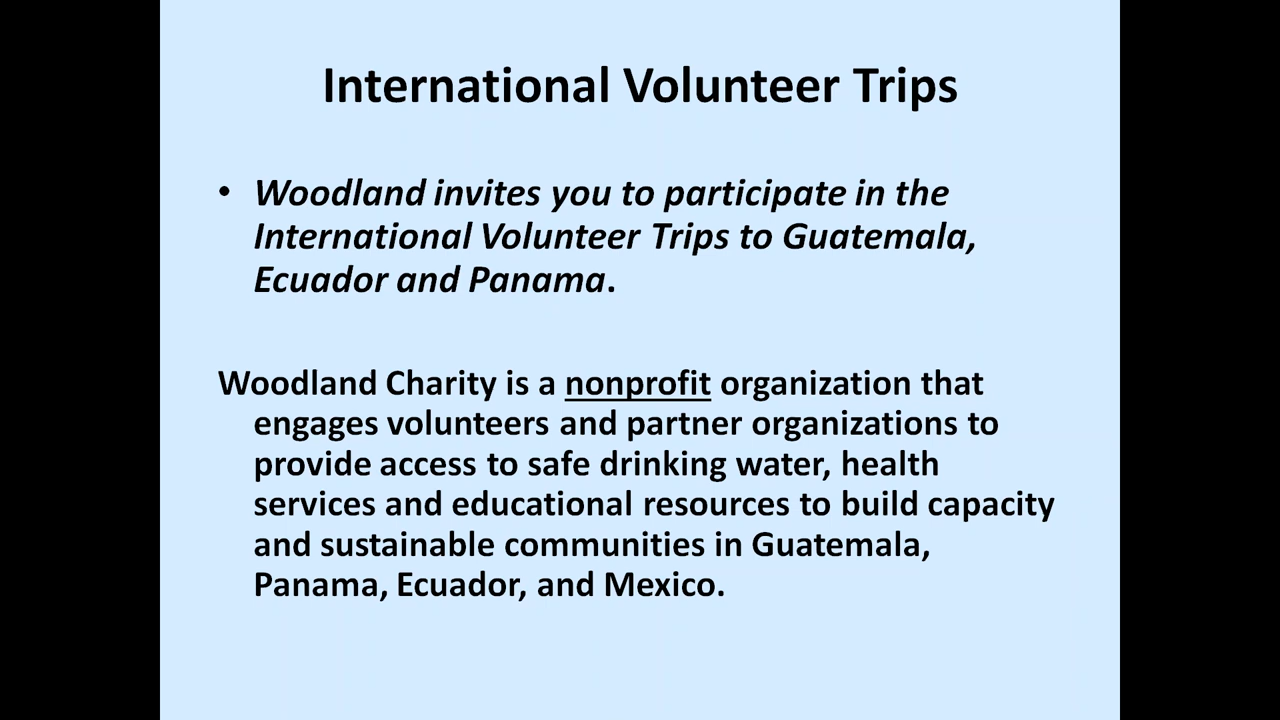 International Volunteer Trips
• Woodland invites you to participate in the
International Volunteer Trips to Guatemala,
Ecuador and Panama.
Woodland Charity is a nonprofit organization that
engages volunteers and partner organizations to
provide access to safe drinking water, health
services and educational resources to build capacity
and sustainable communities in Guatemala,
Panama, Ecuador, and Mexico.